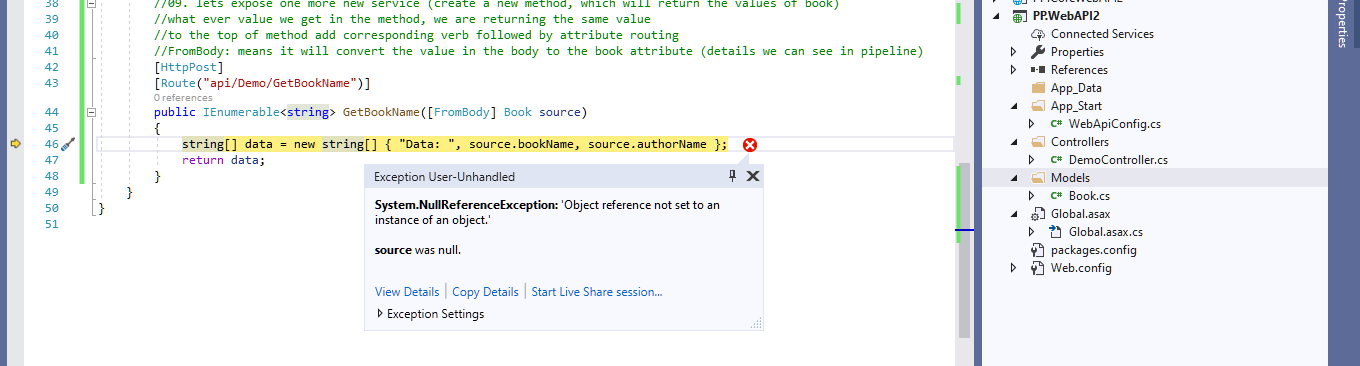 38 //09. lets expose one more new service (create a new method, which will return the values of book)
39 //what ever value we get in the method, we are returning the same value
40 //to the top of method add corresponding verb followed by attribute routing
41 //FromBody: means it will convert the value in the body to the book attribute (details we can see in pipeline)
42 [HttpPost]
43 [Route("api/Demo/GetBookName")]
0 references
44 public IEnumerable<string> GetBookName([FromBody] Book source)
45 {
46 string[] data = new string[] { "Data: ", source.bookName, source.authorName };
47 return data;
48 }
49 }
50 }
51
Exception User-Unhandled
System.NullReferenceException: 'Object reference not set to an
instance of an object.'
source was null.
View Details | Copy Details | Start Live Share session...
Exception Settings
PP.WebAPI2
Connected Services
Properties
References
App_Data
App_Start
C# WebApiConfig.cs
Controllers
C# DemoController.cs
Models
C# Book.cs
Global.asax
Global.asax.cs
packages.config
Web.config
Properties